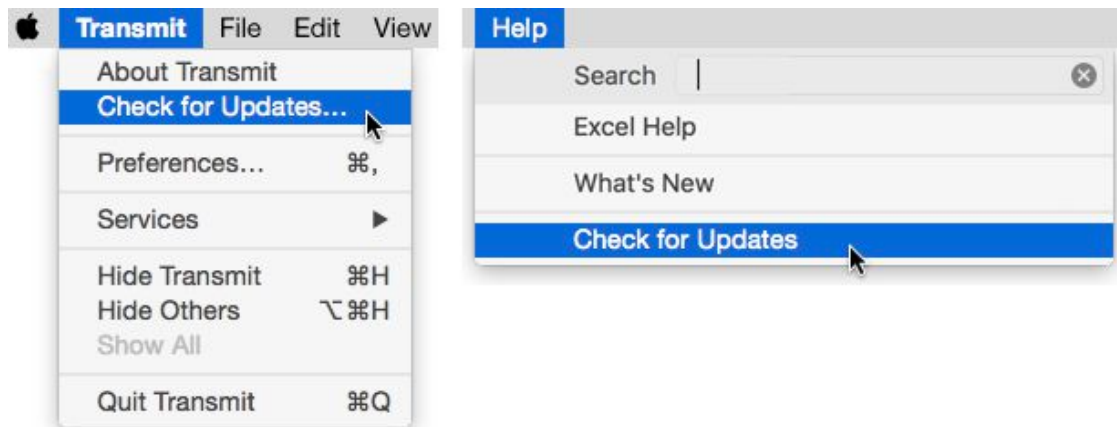 Transmit File Edit View
About Transmit
Check for Updates...
Preferences... ⌘,
Services ▶
Hide Transmit ⌘H
Hide Others ⌥⌘H
Show All
Quit Transmit ⌘Q
Help
Search
Excel Help
What's New
Check for Updates